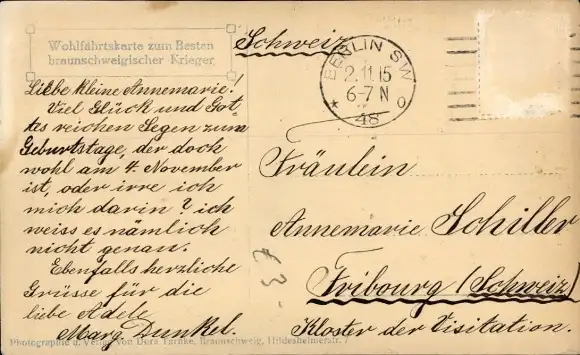 Wohlfahrtskarte zum Besten
braunschweigischer Krieger
Schweiz
BERLIN SW
2.11.15
6-7 N
* 48 o
Liebe kleine Annemarie!
Viel Glück und Got-
tes reichen Segen zum
Geburtstage, der doch
wohl am 4. November
ist, oder irre ich
mich darin? ich
weiss es nämlich
nicht genau.
Ebenfalls herzliche
Grüsse für die
liebe Adele
Marg Dunkel.
Fräulein
Annemarie Schiller
Fribourg (Schweiz)
Kloster der Visitation.
£3-
Photographie u. Verlag von Dora Tarnke, Braunschweig, Hildesheimerstr. 7